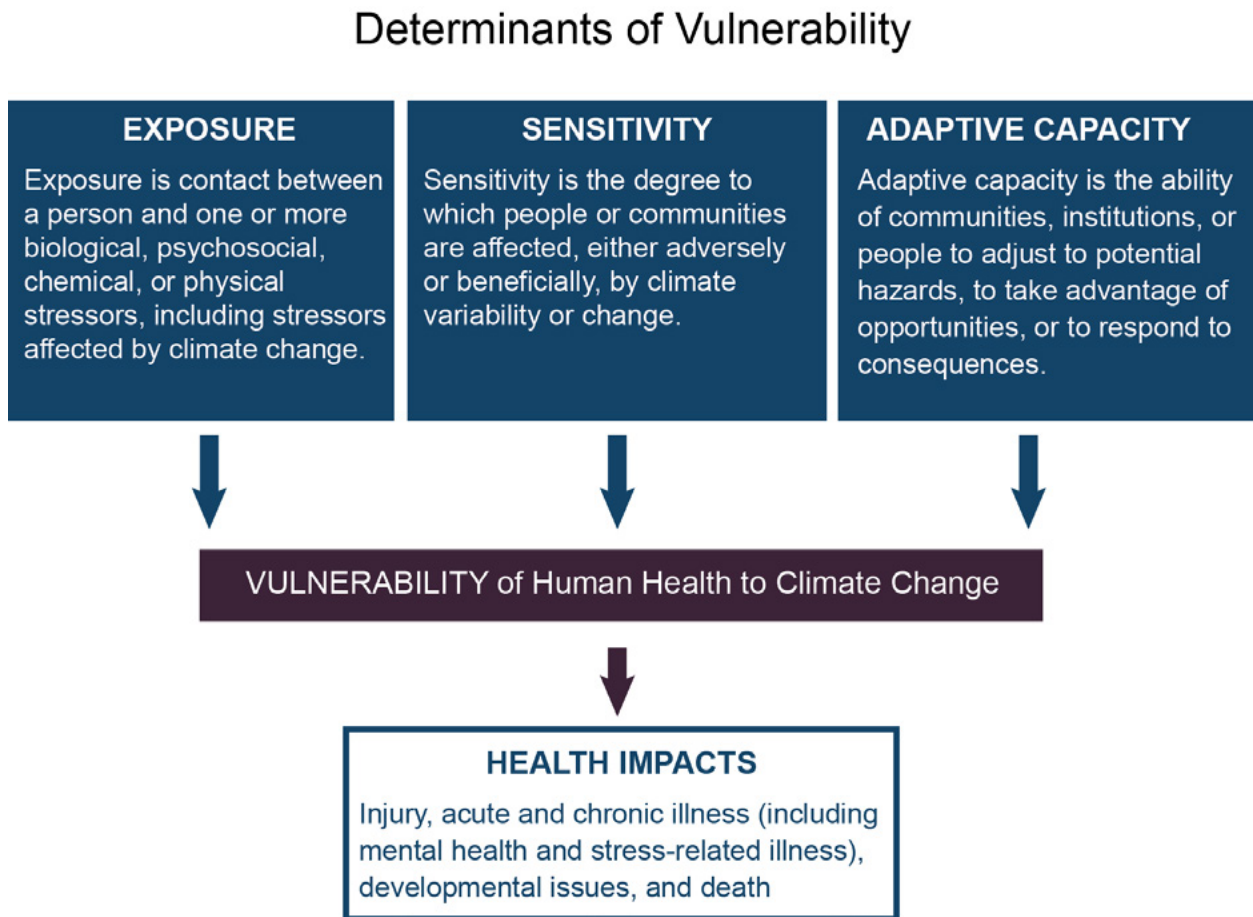 Determinants of Vulnerability
EXPOSURE
Exposure is contact between
a person and one or more
biological, psychosocial,
chemical, or physical
stressors, including stressors
affected by climate change.
SENSITIVITY
Sensitivity is the degree to
which people or communities
are affected, either adversely
or beneficially, by climate
variability or change.
ADAPTIVE CAPACITY
Adaptive capacity is the ability
of communities, institutions, or
people to adjust to potential
hazards, to take advantage of
opportunities, or to respond to
consequences.
VULNERABILITY of Human Health to Climate Change
HEALTH IMPACTS
Injury, acute and chronic illness (including
mental health and stress-related illness),
developmental issues, and death